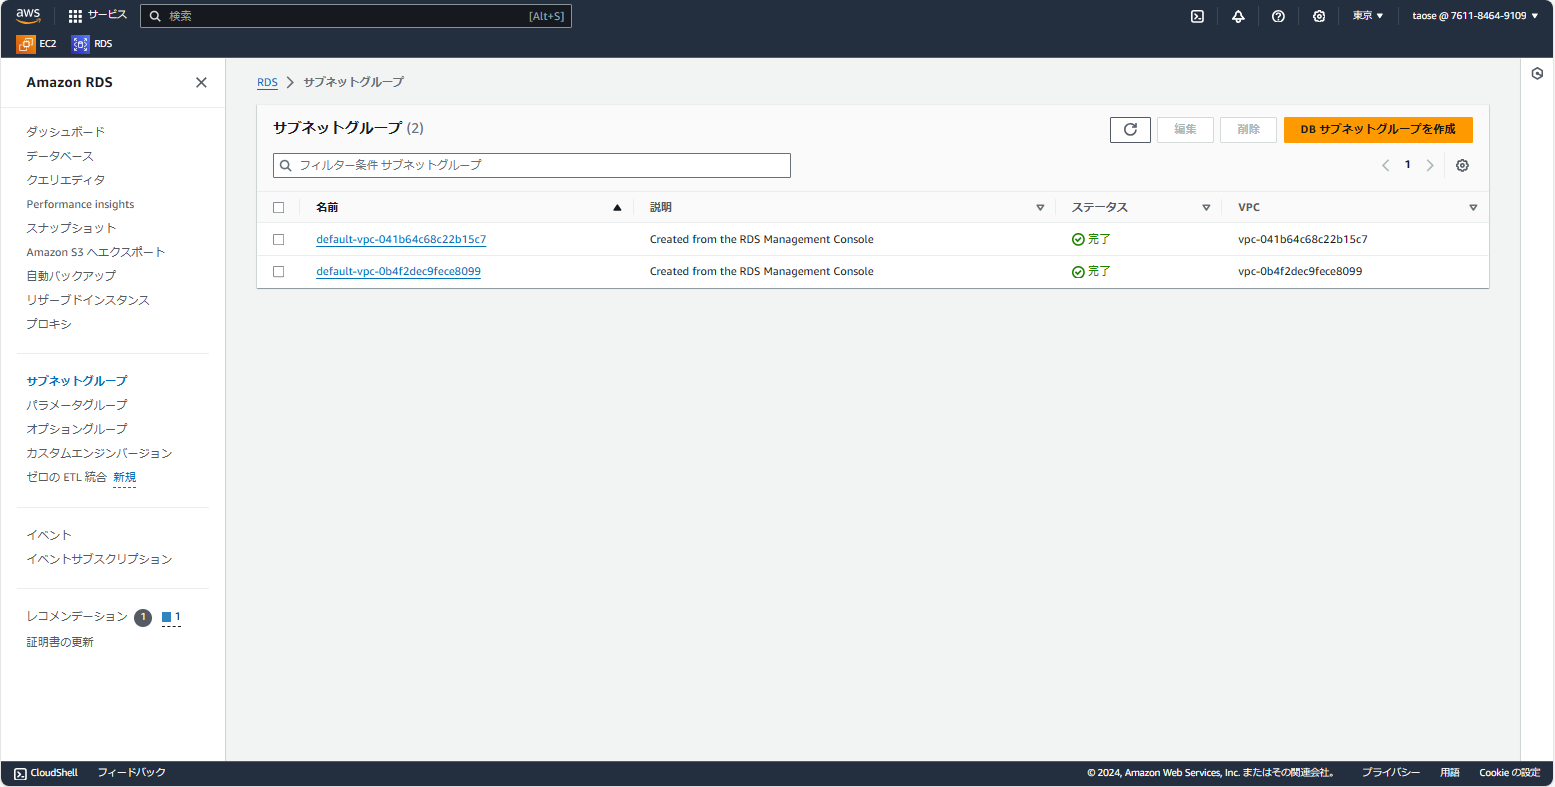 aws サービス 検索 [Alt+S] 東京 ▼ taose @ 7611-8464-9109 ▼
EC2 RDS
Amazon RDS
ダッシュボード
データベース
クエリエディタ
Performance insights
スナップショット
Amazon S3 へエクスポート
自動バックアップ
リザーブドインスタンス
プロキシ
サブネットグループ
パラメータグループ
オプショングループ
カスタムエンジンバージョン
ゼロの ETL 統合 新規
イベント
イベントサブスクリプション
レコメンデーション 1 1
証明書の更新
RDS > サブネットグループ
サブネットグループ (2) 編集 削除 DB サブネットグループを作成
フィルター条件 サブネットグループ < 1 >
名前 ▲ 説明 ▽ ステータス ▽ VPC ▽
default-vpc-041b64c68c22b15c7 Created from the RDS Management Console 完了 vpc-041b64c68c22b15c7
default-vpc-0b4f2dec9fece8099 Created from the RDS Management Console 完了 vpc-0b4f2dec9fece8099
CloudShell フィードバック © 2024, Amazon Web Services, Inc. またはその関連会社。 プライバシー 用語 Cookie の設定